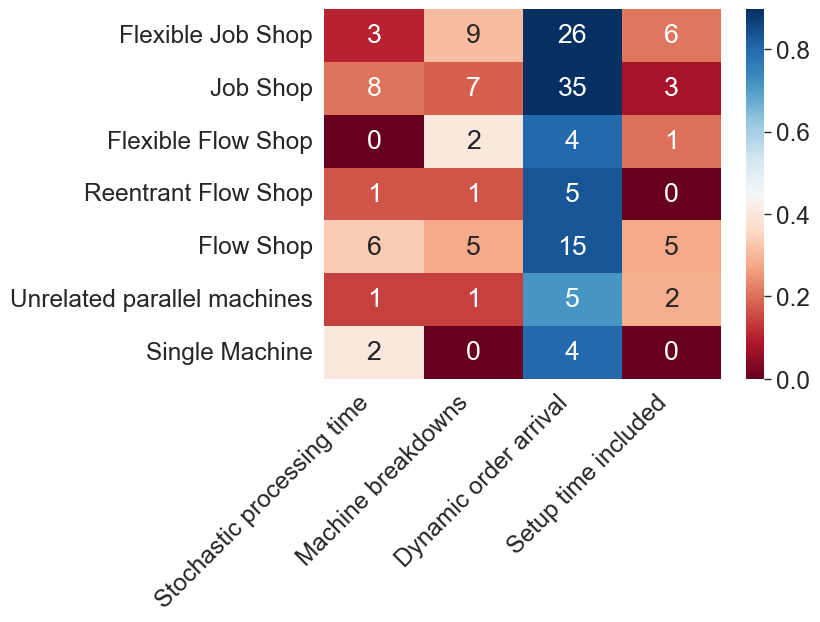 Flexible Job Shop 3 9 26 6
Job Shop 8 7 35 3
Flexible Flow Shop 0 2 4 1
Reentrant Flow Shop 1 1 5 0
Flow Shop 6 5 15 5
Unrelated parallel machines 1 1 5 2
Single Machine 2 0 4 0
Stochastic processing time
Machine breakdowns
Dynamic order arrival
Setup time included
0.8
0.6
0.4
0.2
0.0